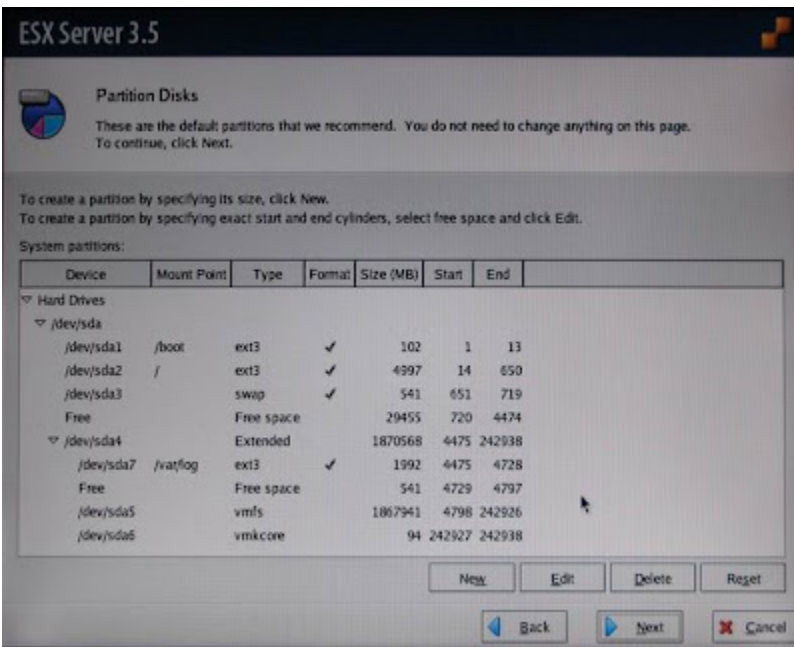 ESX Server 3.5
Partition Disks
These are the default partitions that we recommend. You do not need to change anything on this page.
To continue, click Next.
To create a partition by specifying its size, click New.
To create a partition by specifying exact start and end cylinders, select free space and click Edit.
System partitions:
Device Mount Point Type Format Size (MB) Start End
Hard Drives
/dev/sda
/dev/sda1 /boot ext3 ✓ 102 1 13
/dev/sda2 / ext3 ✓ 4997 14 650
/dev/sda3 swap ✓ 541 651 719
Free Free space 29455 720 4474
/dev/sda4 Extended 1870568 4475 242938
/dev/sda7 /var/log ext3 ✓ 1992 4475 4728
Free Free space 541 4729 4797
/dev/sda5 vmfs 1867941 4798 242926
/dev/sda6 vmkcore 94 242927 242938
New Edit Delete Reset
Back Next Cancel